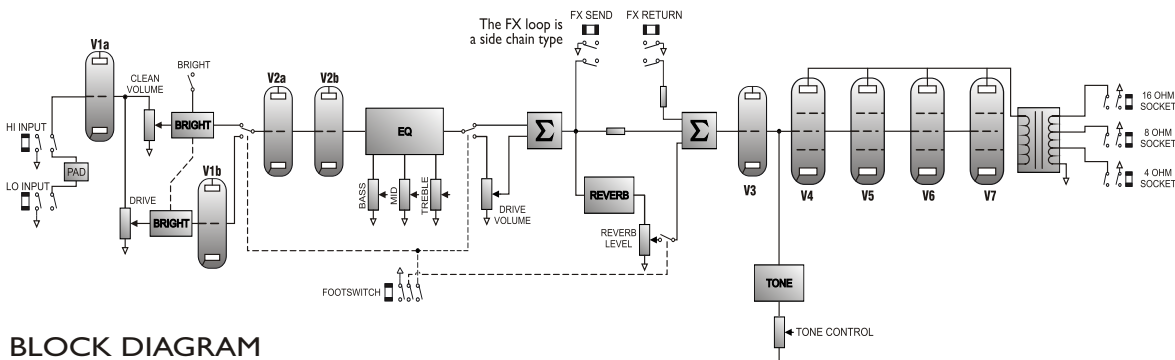 The FX loop is
a side chain type
FX SEND
FX RETURN
V1a
CLEAN
VOLUME
BRIGHT
BRIGHT
V2a
V2b
EQ
Σ
Σ
V3
V4
V5
V6
V7
16 OHM
SOCKET
8 OHM
SOCKET
4 OHM
SOCKET
HI INPUT
PAD
LO INPUT
DRIVE
BRIGHT
V1b
BASS
MID
TREBLE
DRIVE
VOLUME
REVERB
REVERB
LEVEL
FOOTSWITCH
TONE
TONE CONTROL
BLOCK DIAGRAM